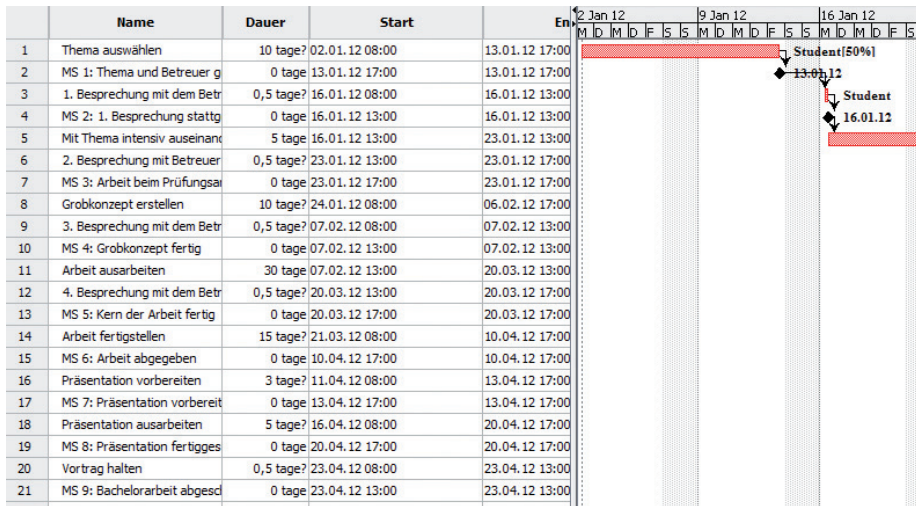 Name Dauer Start En 2 Jan 12 9 Jan 12 16 Jan 12
M D M D F S S M D M D F S S M D M D F S
1 Thema auswählen 10 tage? 02.01.12 08:00 13.01.12 17:00 Student[50%]
2 MS 1: Thema und Betreuer g 0 tage 13.01.12 17:00 13.01.12 17:00 13.01.12
3 1. Besprechung mit dem Betr 0,5 tage? 16.01.12 08:00 16.01.12 13:00 Student
4 MS 2: 1. Besprechung stattg 0 tage 16.01.12 13:00 16.01.12 13:00 16.01.12
5 Mit Thema intensiv auseinand 5 tage 16.01.12 13:00 23.01.12 13:00
6 2. Besprechung mit Betreuer 0,5 tage? 23.01.12 13:00 23.01.12 17:00
7 MS 3: Arbeit beim Prüfungsa 0 tage 23.01.12 17:00 23.01.12 17:00
8 Grobkonzept erstellen 10 tage? 24.01.12 08:00 06.02.12 17:00
9 3. Besprechung mit dem Betr 0,5 tage? 07.02.12 08:00 07.02.12 13:00
10 MS 4: Grobkonzept fertig 0 tage 07.02.12 13:00 07.02.12 13:00
11 Arbeit ausarbeiten 30 tage 07.02.12 13:00 20.03.12 13:00
12 4. Besprechung mit dem Betr 0,5 tage? 20.03.12 13:00 20.03.12 17:00
13 MS 5: Kern der Arbeit fertig 0 tage 20.03.12 17:00 20.03.12 17:00
14 Arbeit fertigstellen 15 tage? 21.03.12 08:00 10.04.12 17:00
15 MS 6: Arbeit abgegeben 0 tage 10.04.12 17:00 10.04.12 17:00
16 Präsentation vorbereiten 3 tage? 11.04.12 08:00 13.04.12 17:00
17 MS 7: Präsentation vorbereit 0 tage 13.04.12 17:00 13.04.12 17:00
18 Präsentation ausarbeiten 5 tage? 16.04.12 08:00 20.04.12 17:00
19 MS 8: Präsentation fertigges 0 tage 20.04.12 17:00 20.04.12 17:00
20 Vortrag halten 0,5 tage? 23.04.12 08:00 23.04.12 13:00
21 MS 9: Bachelorarbeit abgescl 0 tage 23.04.12 13:00 23.04.12 13:00